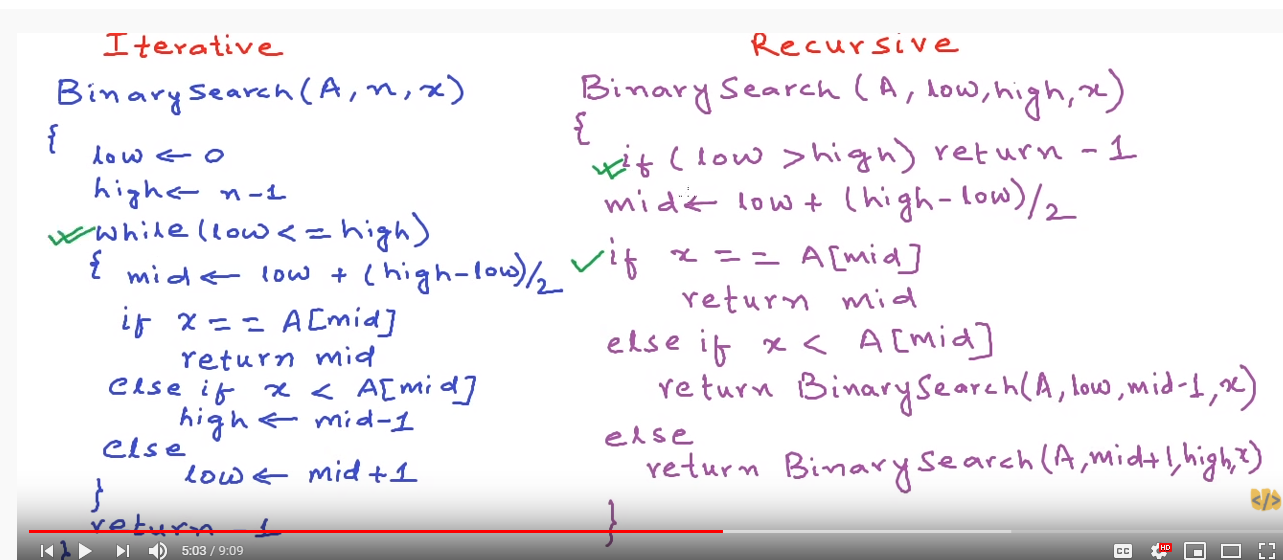 Iterative
BinarySearch(A, n, x)
{
low ← 0
high ← n-1
while(low <= high)
{ mid ← low + (high-low)/2
if x == A[mid]
return mid
else if x < A[mid]
high ← mid-1
else
low ← mid+1
}
return -1
}
Recursive
BinarySearch(A, low, high, x)
{
if (low > high) return -1
mid ← low + (high-low)/2
if x == A[mid]
return mid
else if x < A[mid]
return BinarySearch(A, low, mid-1, x)
else
return BinarySearch(A, mid+1, high, x)
}
</>
5:03 / 9:09
CC
HD